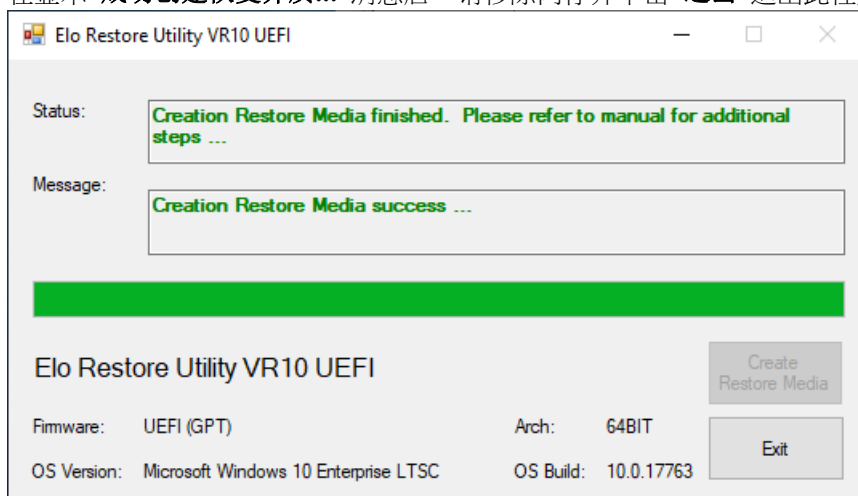 Elo Restore Utility VR10 UEFI
Status:
Creation Restore Media finished. Please refer to manual for additional
steps ...
Message:
Creation Restore Media success ...
Elo Restore Utility VR10 UEFI
Create
Restore Media
Firmware: UEFI (GPT) Arch: 64BIT
Exit
OS Version: Microsoft Windows 10 Enterprise LTSC OS Build: 10.0.17763